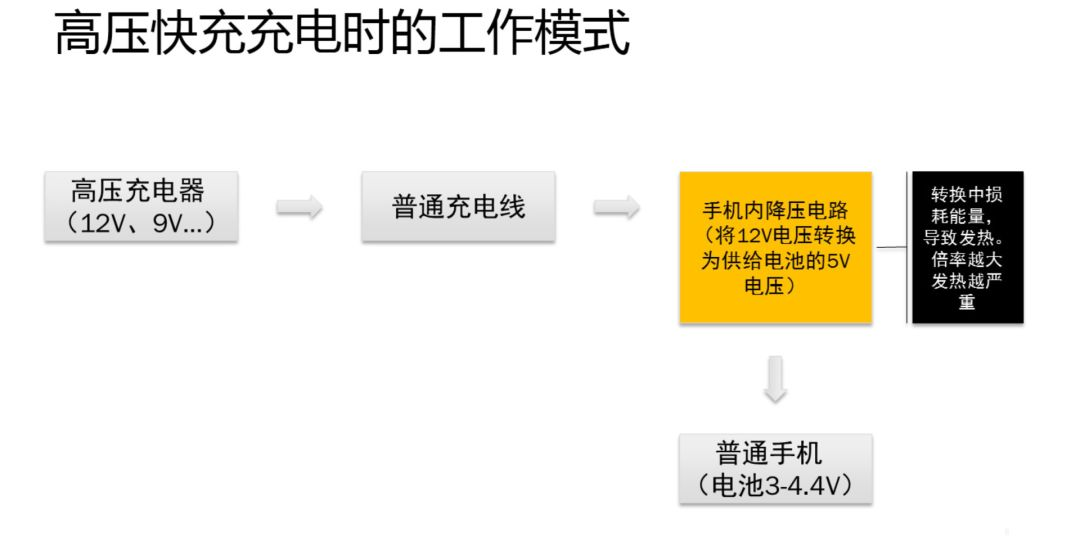 高压快充充电时的工作模式
高压充电器
（12V、9V...）
普通充电线
手机内降压电路
（将12V电压转换
为供给电池的5V
电压）
转换中损
耗能量，
导致发热。
倍率越大
发热越严
重
普通手机
（电池3-4.4V）